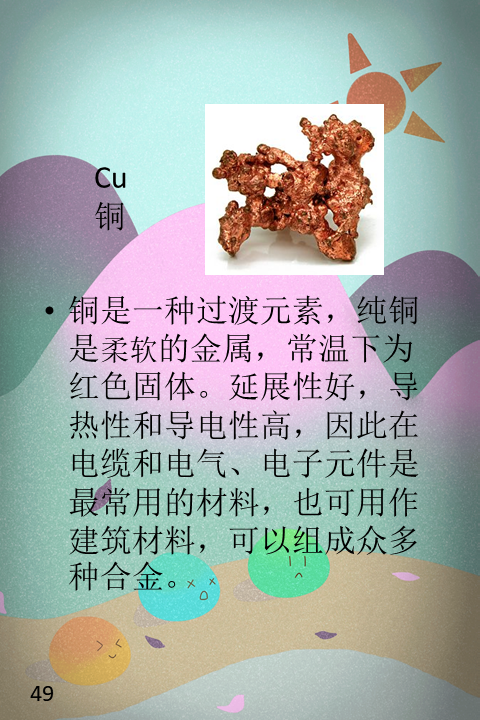 Cu
铜
• 铜是一种过渡元素，纯铜
是柔软的金属，常温下为
红色固体。延展性好，导
热性和导电性高，因此在
电缆和电气、电子元件是
最常用的材料，也可用作
建筑材料，可以组成众多
种合金。
49